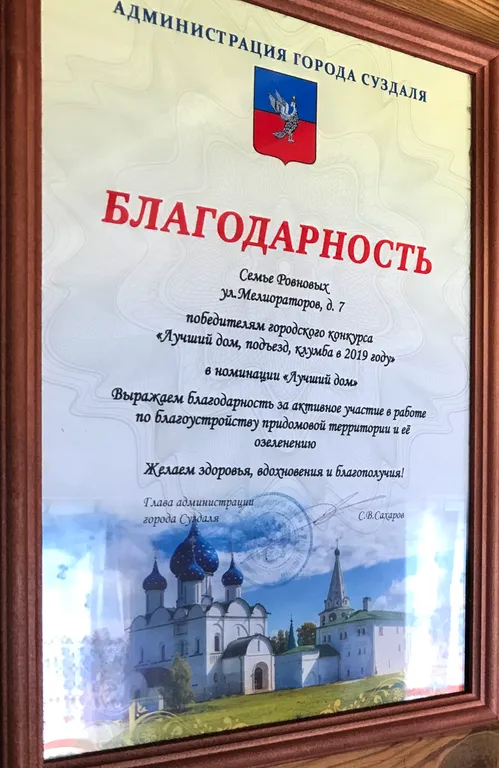 АДМИНИСТРАЦИЯ ГОРОДА СУЗДАЛЯ
БЛАГОДАРНОСТЬ
Семье Ровновых
ул.Мелиораторов, д. 7
победителям городского конкурса
«Лучший дом, подъезд, клумба в 2019 году»
в номинации «Лучший дом»
Выражаем благодарность за активное участие в работе
по благоустройству придомовой территории и её
озеленению
Желаем здоровья, вдохновения и благополучия!
Глава администрации
города Суздаля
С.В.Сахаров